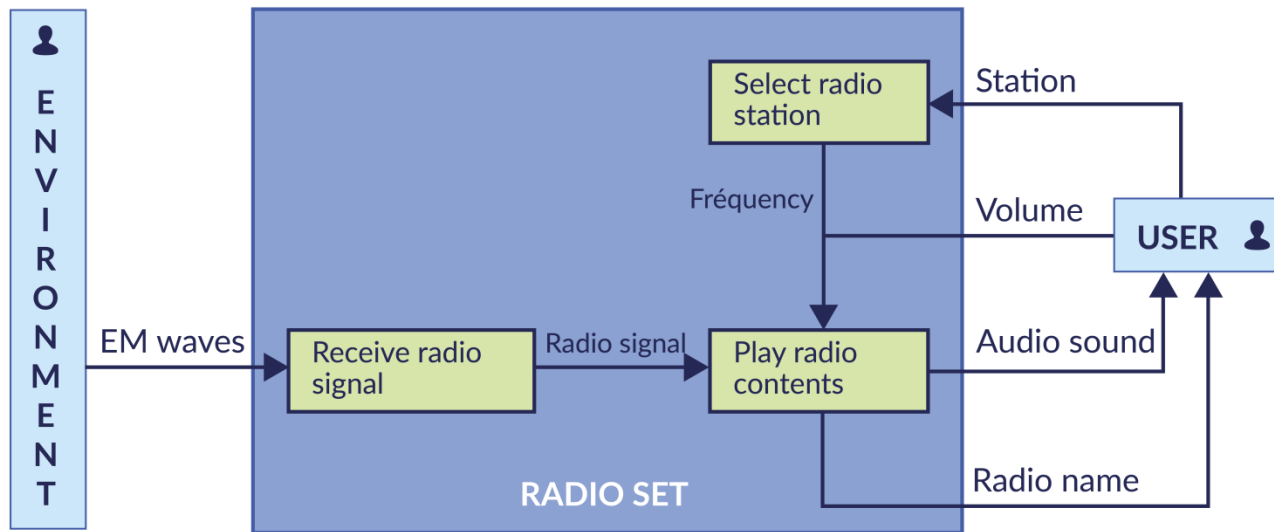 ENVIRONMENT
Select radio
station
Station
Fréquency
Volume
USER
EM waves
Receive radio
signal
Radio signal
Play radio
contents
Audio sound
RADIO SET
Radio name